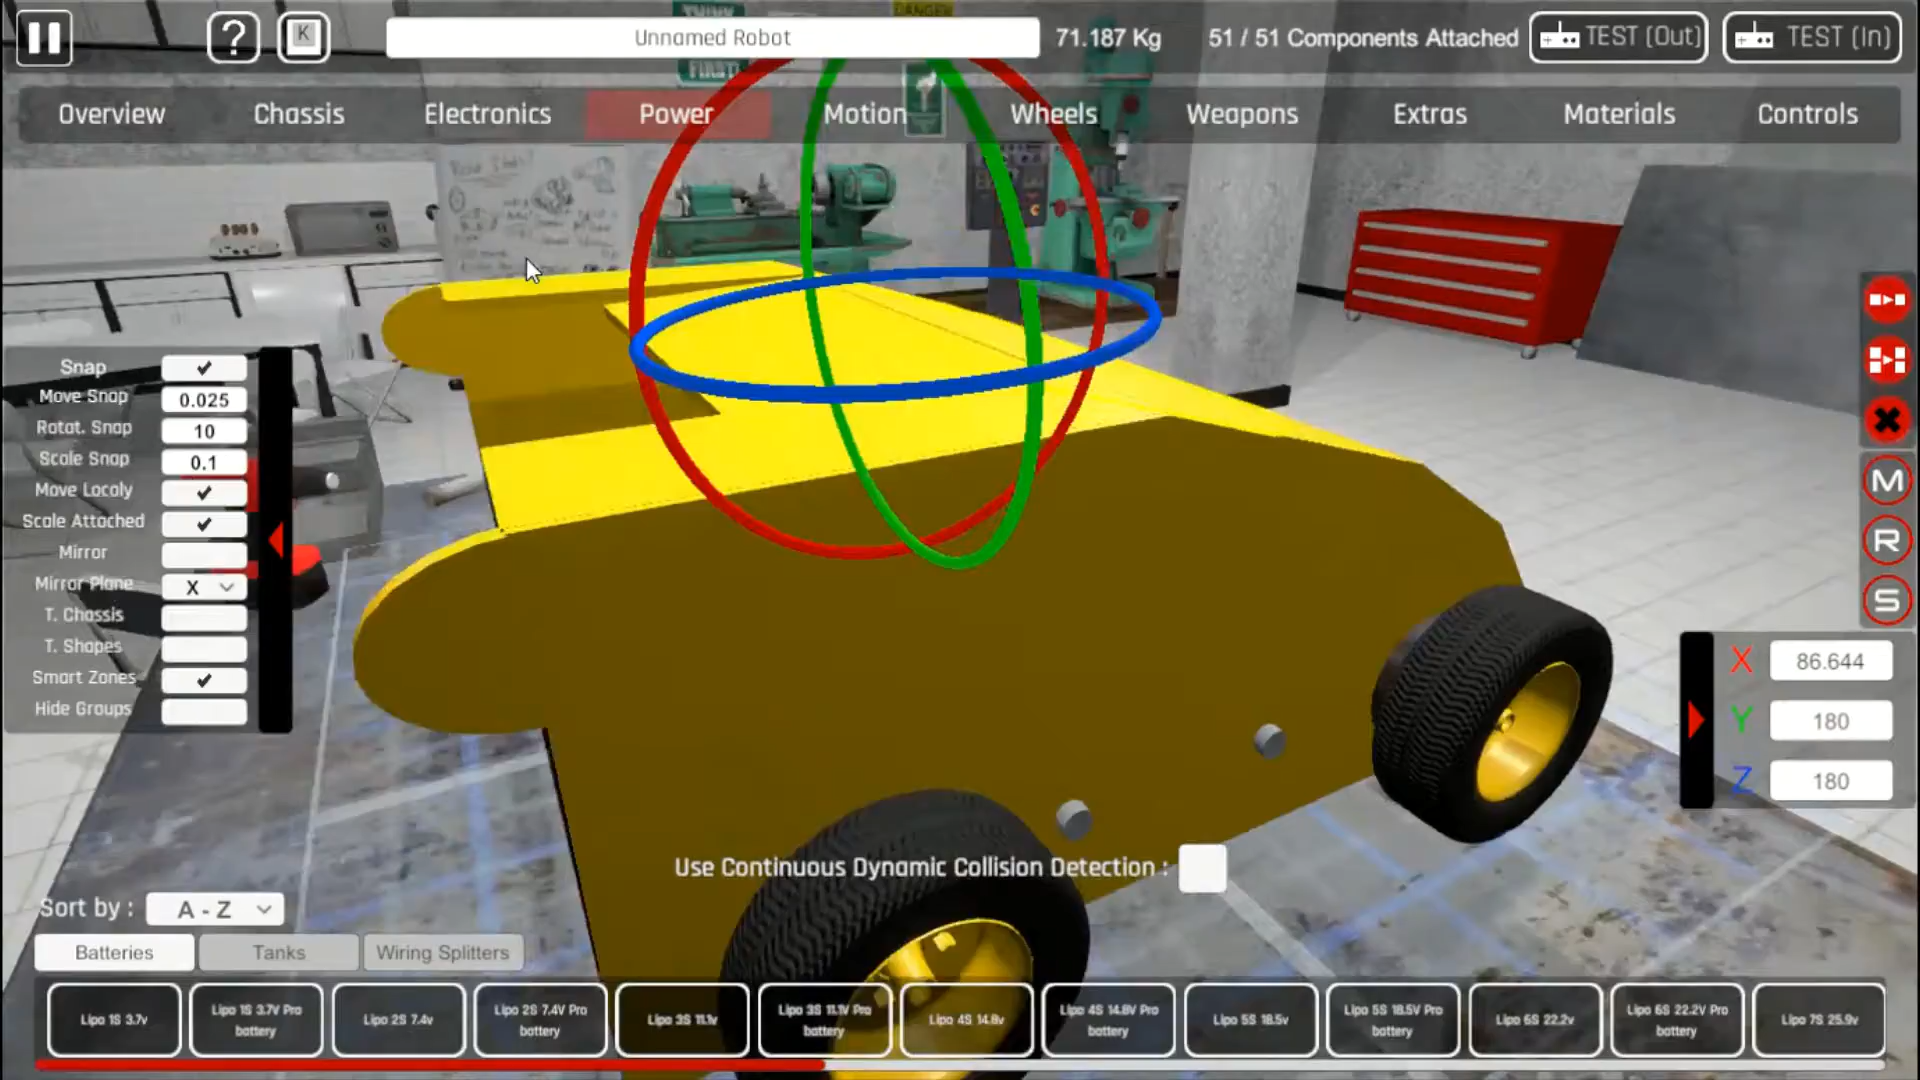 THINK
DANGER
K
Unnamed Robot
71.187 Kg
51 / 51 Components Attached
TEST (Out)
TEST (In)
FIRST!
Overview
Chassis
Electronics
Power
Motion
Wheels
Weapons
Extras
Materials
Controls
Snap
Move Snap 0.025
Rotat. Snap 10
Scale Snap 0.1
Move Localy
Scale Attached
Mirror
Mirror Plane X
T. Chassis
T. Shapes
Smart Zones
Hide Groups
M
R
S
X 86.644
Y 180
Z 180
Use Continuous Dynamic Collision Detection :
Sort by : A - Z
Batteries
Tanks
Wiring Splitters
Lipo 1S 3.7v
Lipo 1S 3.7V Pro battery
Lipo 2S 7.4v
Lipo 2S 7.4V Pro battery
Lipo 3S 11.1v
Lipo 3S 11.1V Pro battery
Lipo 4S 14.8v
Lipo 4S 14.8V Pro battery
Lipo 5S 18.5v
Lipo 5S 18.5V Pro battery
Lipo 6S 22.2v
Lipo 6S 22.2V Pro battery
Lipo 7S 25.9v